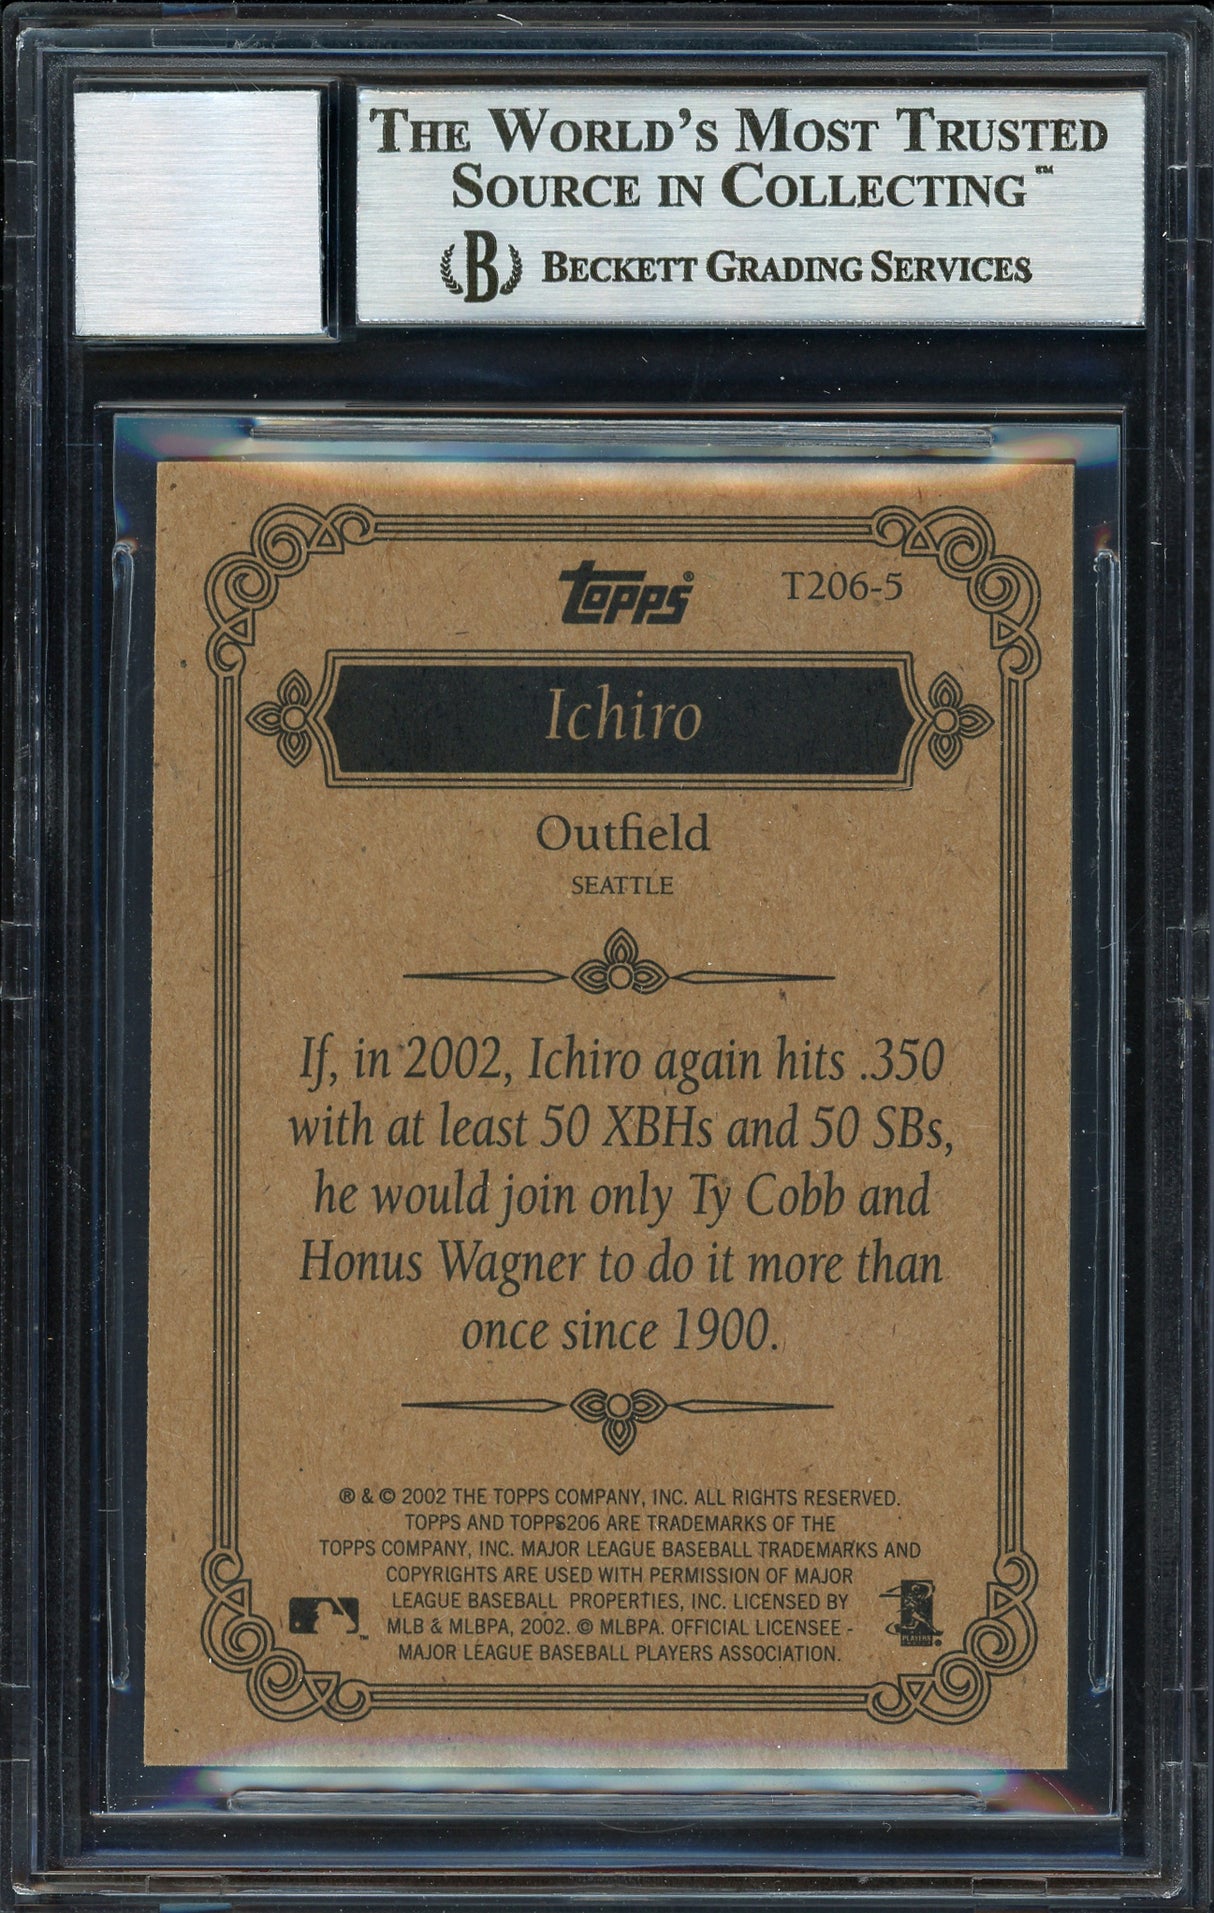 THE WORLD'S MOST TRUSTED
SOURCE IN COLLECTING™
B BECKETT GRADING SERVICES
Topps® T206-5
Ichiro
Outfield
SEATTLE
If, in 2002, Ichiro again hits .350
with at least 50 XBHs and 50 SBs,
he would join only Ty Cobb and
Honus Wagner to do it more than
once since 1900.
® & © 2002 THE TOPPS COMPANY, INC. ALL RIGHTS RESERVED.
TOPPS AND TOPPS206 ARE TRADEMARKS OF THE
TOPPS COMPANY, INC. MAJOR LEAGUE BASEBALL TRADEMARKS AND
COPYRIGHTS ARE USED WITH PERMISSION OF MAJOR
LEAGUE BASEBALL PROPERTIES, INC. LICENSED BY
MLB & MLBPA, 2002. © MLBPA. OFFICIAL LICENSEE -
MAJOR LEAGUE BASEBALL PLAYERS ASSOCIATION.
™
PLAYERS ®